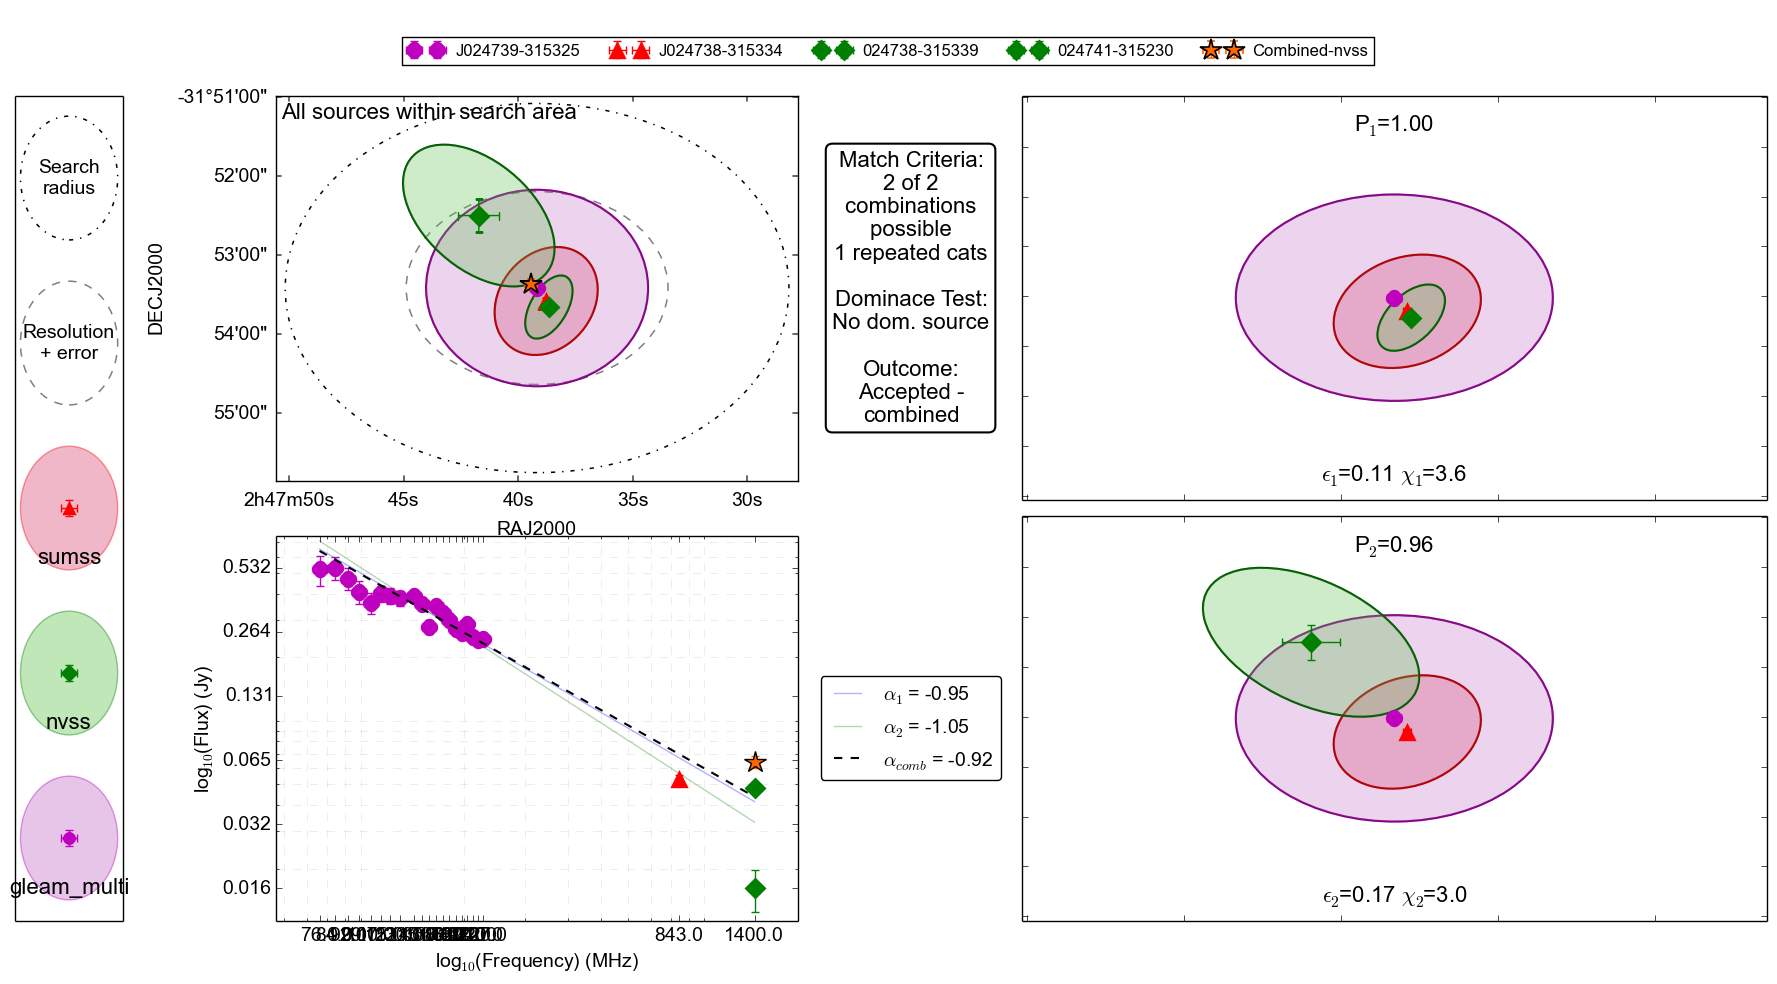 J024739-315325 J024738-315334 024738-315339 024741-315230 Combined-nvss
Search
radius
Resolution
+ error
sumss
nvss
gleam_multi
All sources within search area
-31°51'00"
52'00"
53'00"
54'00"
55'00"
DECJ2000
2h47m50s 45s 40s 35s 30s
RAJ2000
Match Criteria:
2 of 2
combinations
possible
1 repeated cats
Dominace Test:
No dom. source
Outcome:
Accepted -
combined
P1=1.00
ϵ1=0.11 χ1=3.6
P2=0.96
ϵ2=0.17 χ2=3.0
0.532
0.264
0.131
0.065
0.032
0.016
log10(Flux) (Jy)
843.0 1400.0
log10(Frequency) (MHz)
α1 = -0.95
α2 = -1.05
αcomb = -0.92